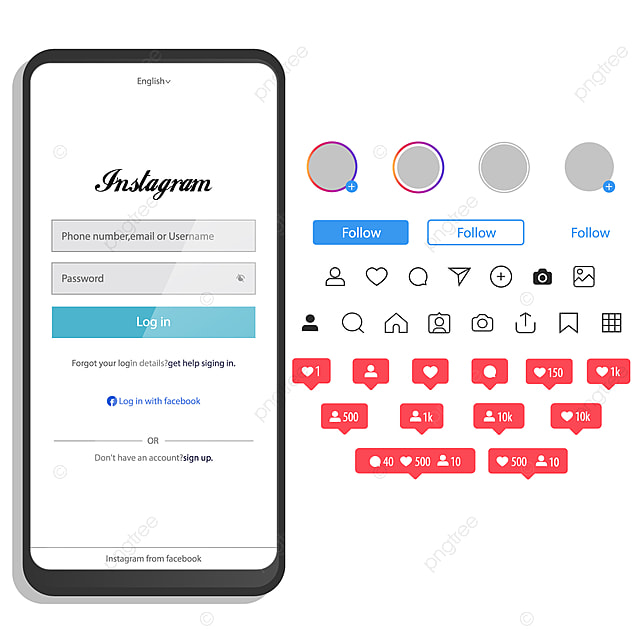 English
Instagram
Phone number,email or Username
Password
Log in
Forgot your login details?get help siging in.
Log in with facebook
OR
Don't have an account?sign up.
Instagram from facebook
Follow
Follow
Follow
1
150
1k
500
1k
10k
10k
40 500 10
500 10
pngtree